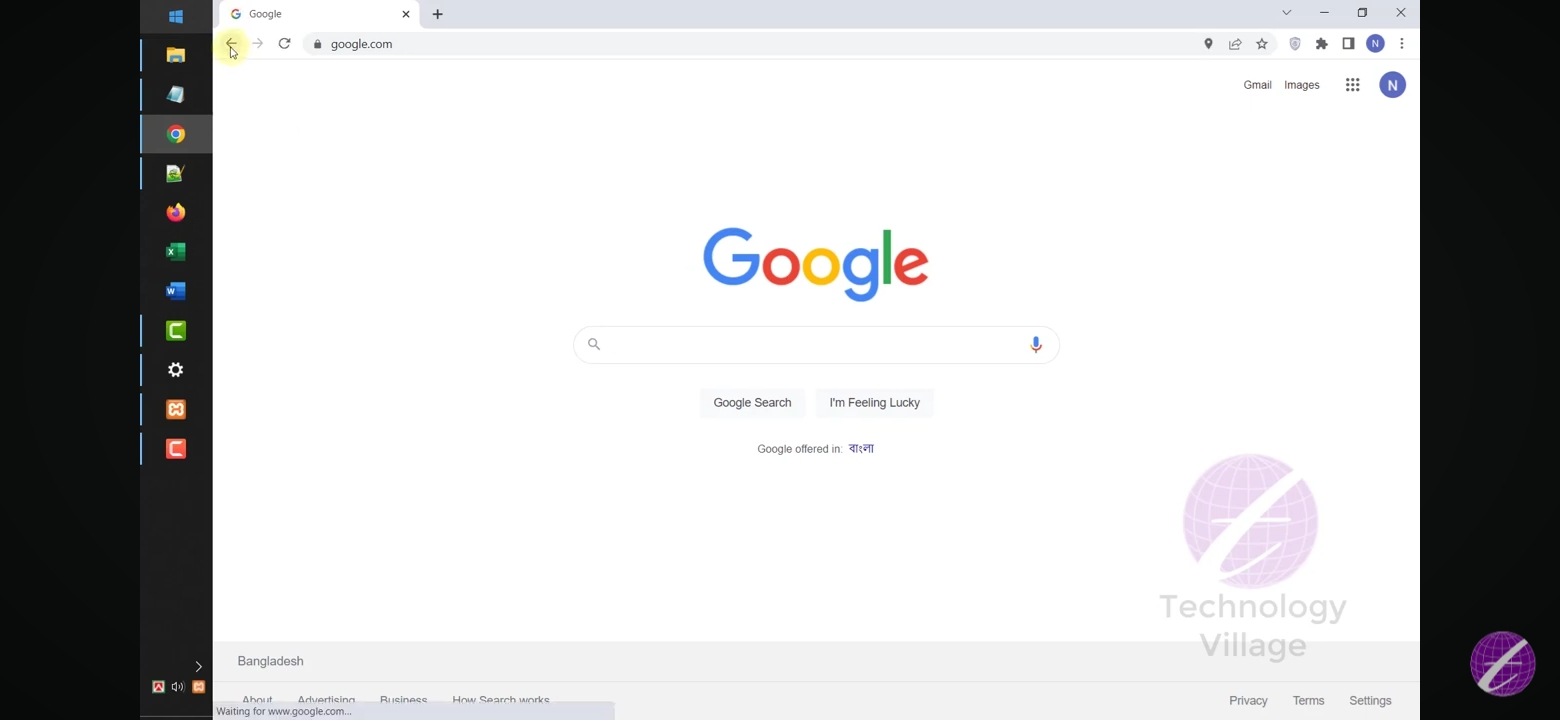 Google
google.com
N
Gmail
Images
N
Google
Google Search
I'm Feeling Lucky
Google offered in: বাংলা
Technology
Village
Bangladesh
About
Advertising
Business
How Search works
Privacy
Terms
Settings
Waiting for www.google.com...